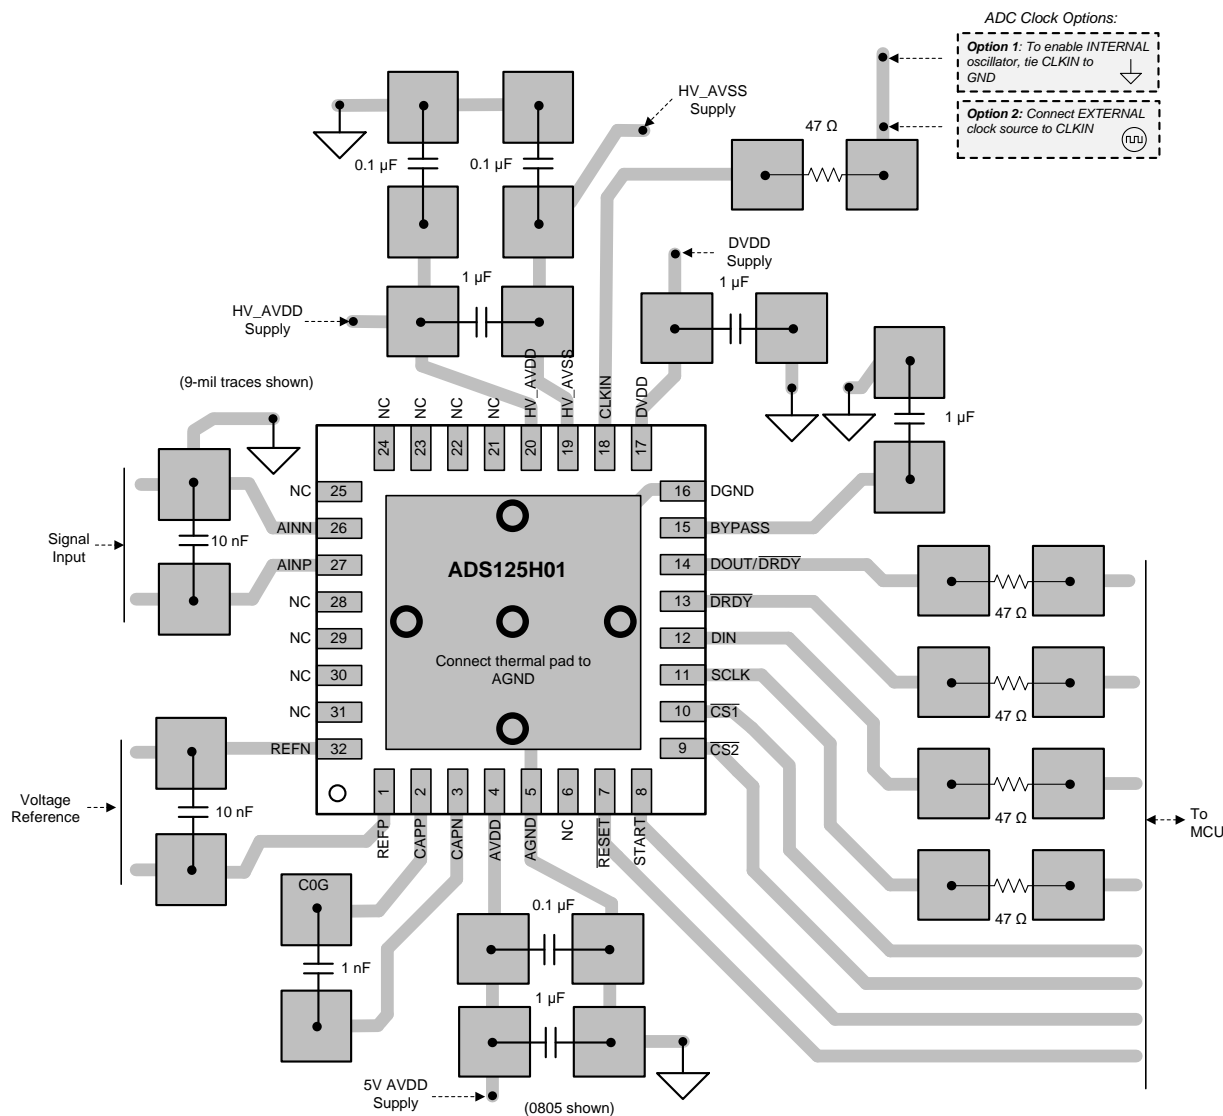 ADC Clock Options:
Option 1: To enable INTERNAL
oscillator, tie CLKIN to
GND
Option 2: Connect EXTERNAL
clock source to CLKIN
HV_AVSS
Supply
47 Ω
0.1 µF
0.1 µF
DVDD
Supply
1 µF
1 µF
HV_AVDD
Supply
(9-mil traces shown)
1 µF
NC
NC
NC
NC
HV_AVDD
HV_AVSS
CLKIN
DVDD
24
23
22
21
20
19
18
17
NC
25
16
DGND
AINN
26
15
BYPASS
Signal
Input
10 nF
AINP
27
14
DOUT/DRDY
ADS125H01
NC
28
13
DRDY
47 Ω
NC
29
12
DIN
Connect thermal pad to
AGND
NC
30
11
SCLK
NC
31
10
CS1
47 Ω
REFN
32
9
CS2
Voltage
Reference
10 nF
1
2
3
4
5
6
7
8
47 Ω
To
MCU
REFP
CAPP
CAPN
AVDD
AGND
NC
RESET
START
C0G
0.1 µF
47 Ω
1 nF
1 µF
5V AVDD
Supply
(0805 shown)